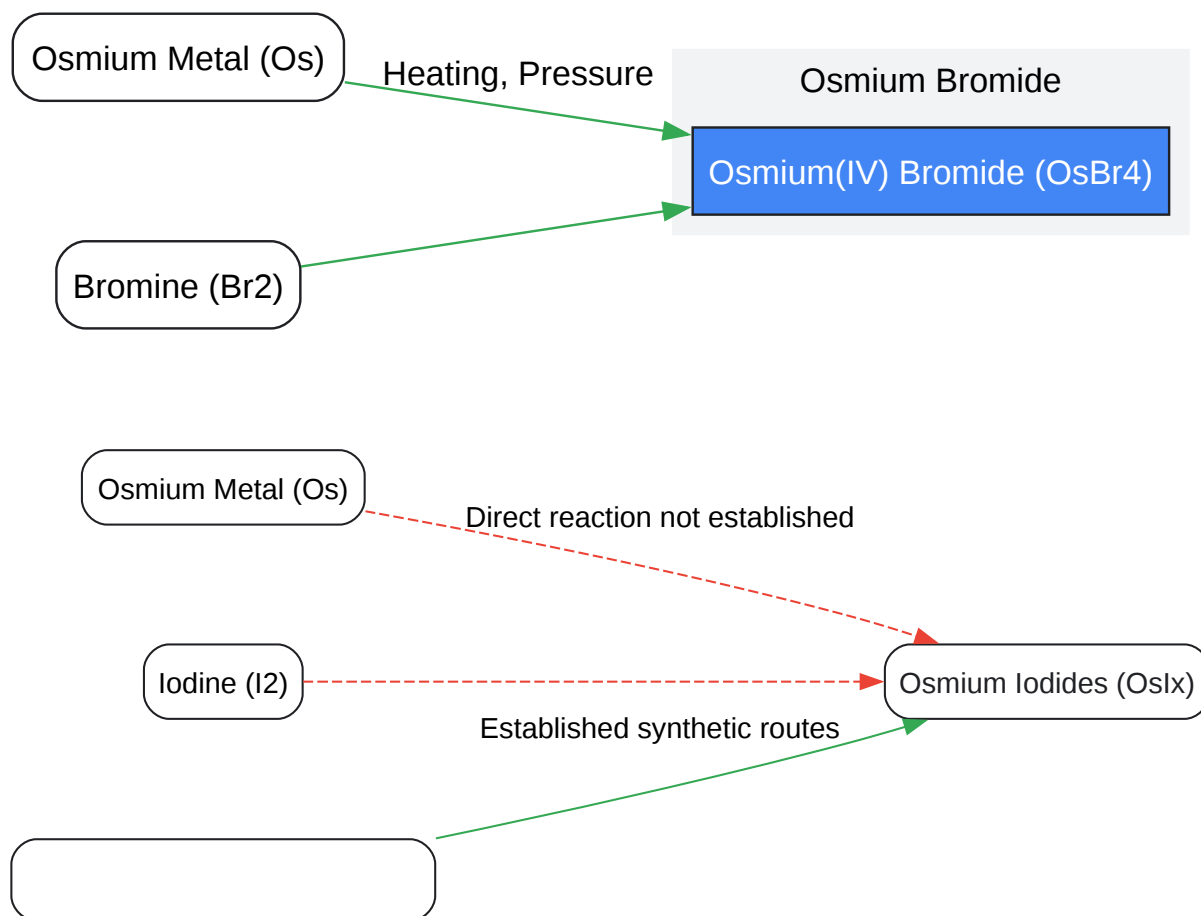 Osmium Metal (Os)
Heating, Pressure
Osmium Bromide
Osmium(IV) Bromide (OsBr4)
Bromine (Br2)
Osmium Metal (Os)
Direct reaction not established
Iodine (I2)
Osmium Iodides (OsIx)
Established synthetic routes